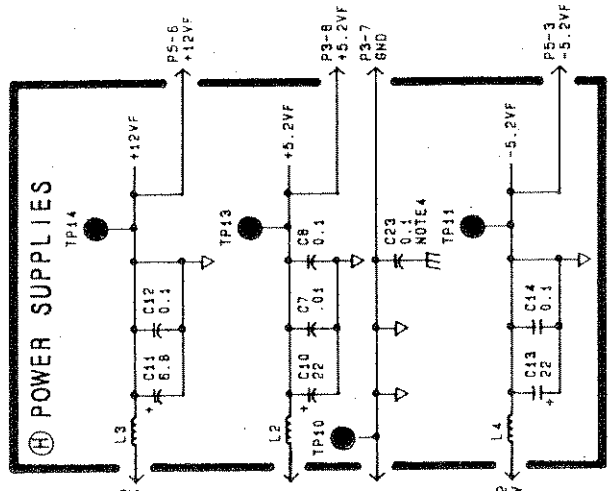 H POWER SUPPLIES
P5-6
+12VF
TP14
+12VF
L3
C11
6.8
+
C12
0.1
P3-8
+5.2VF
TP13
+5.2VF
L2
C10
22
+
C7
.01
C8
0.1
P3-7
GND
TP10
C23
0.1
NOTE4
P5-3
-5.2VF
TP11
-5.2VF
L4
C13
22
+
C14
0.1